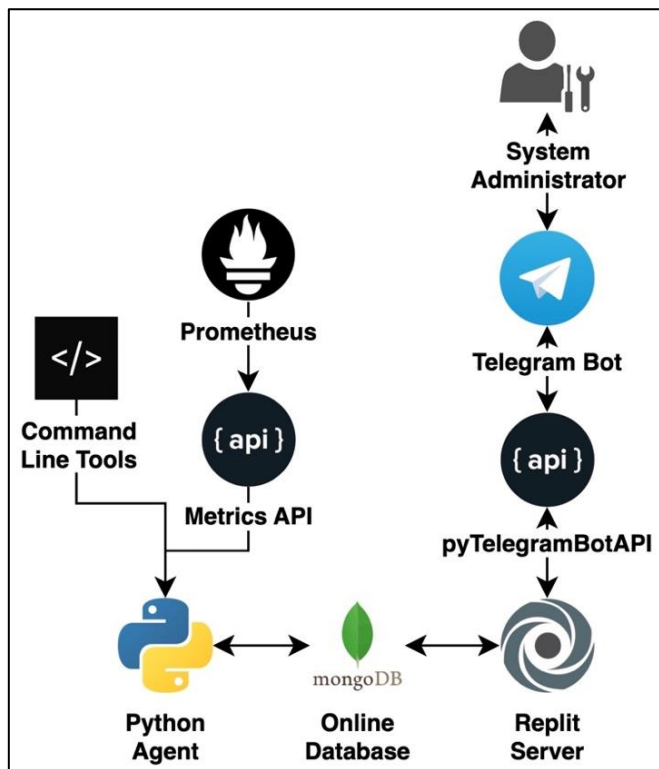 System
Administrator
Prometheus
</>
Telegram Bot
Command
Line Tools
{ api }
{ api }
Metrics API
pyTelegramBotAPI
mongoDB
Python
Agent
Online
Database
Replit
Server